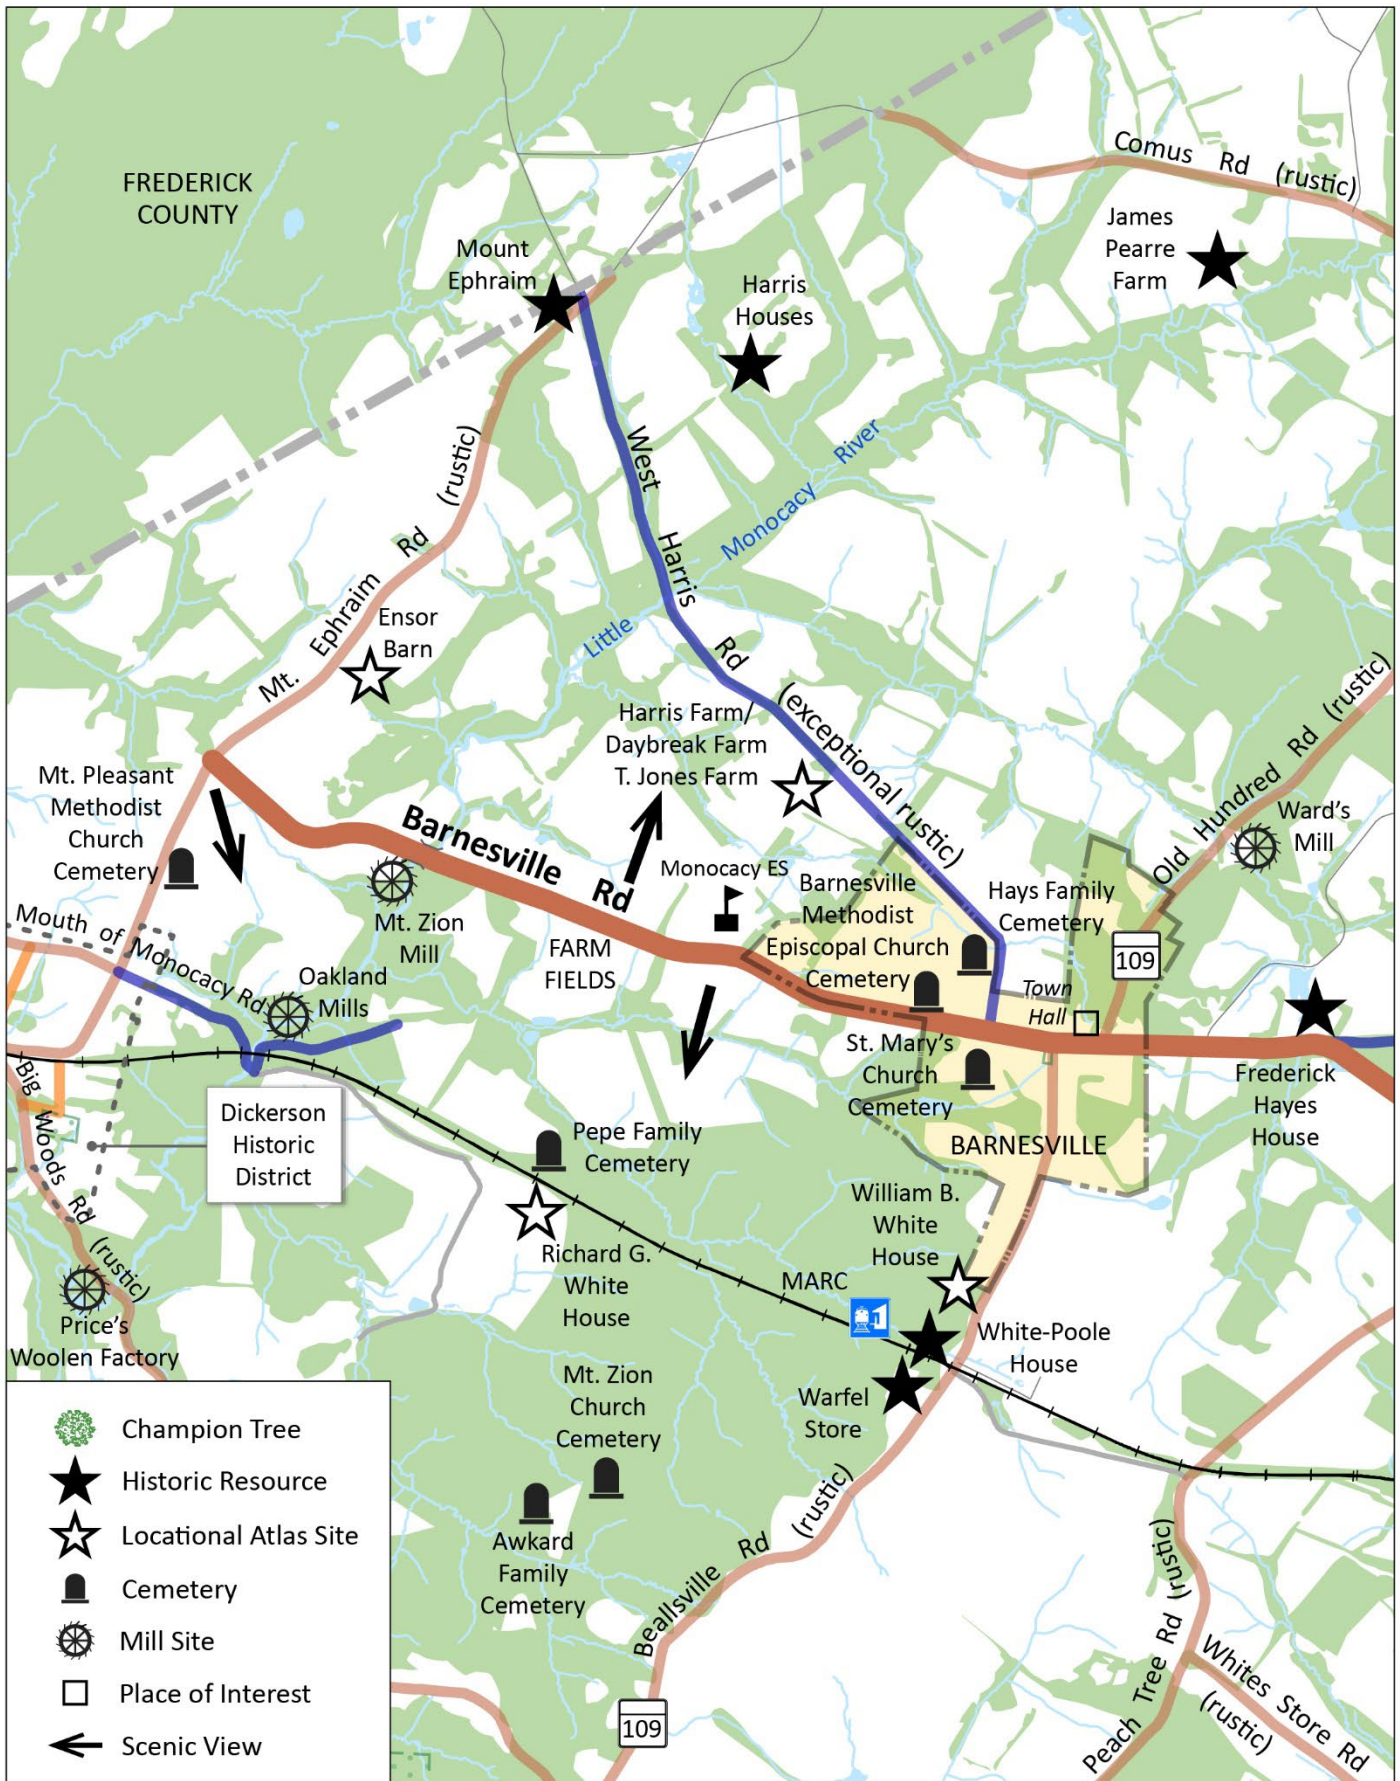 FREDERICK
COUNTY
Comus Rd (rustic)
James
Pearre
Farm
Mount
Ephraim
Harris
Houses
West Harris Rd (exceptional rustic)
Little Monocacy River
Mt. Ephraim Rd (rustic)
Ensor
Barn
Harris Farm/
Daybreak Farm
T. Jones Farm
Old Hundred Rd (rustic)
Ward's
Mill
Mt. Pleasant
Methodist
Church
Cemetery
Barnesville Rd
Monocacy ES
Barnesville
Methodist
Episcopal Church
Cemetery
Hays Family
Cemetery
109
Mt. Zion
Mill
FARM
FIELDS
Mouth of Monocacy Rd
Oakland
Mills
Town
Hall
St. Mary's
Church
Cemetery
Frederick
Hayes
House
Big Woods Rd (rustic)
Dickerson
Historic
District
Pepe Family
Cemetery
BARNESVILLE
William B.
White
House
Richard G.
White
House
MARC
Price's
Woolen Factory
White-Poole
House
Warfel
Store
Mt. Zion
Church
Cemetery
Awkard
Family
Cemetery
Beallsville Rd (rustic)
109
Peach Tree Rd (rustic)
Whites Store Rd
(rustic)
Champion Tree
Historic Resource
Locational Atlas Site
Cemetery
Mill Site
Place of Interest
Scenic View